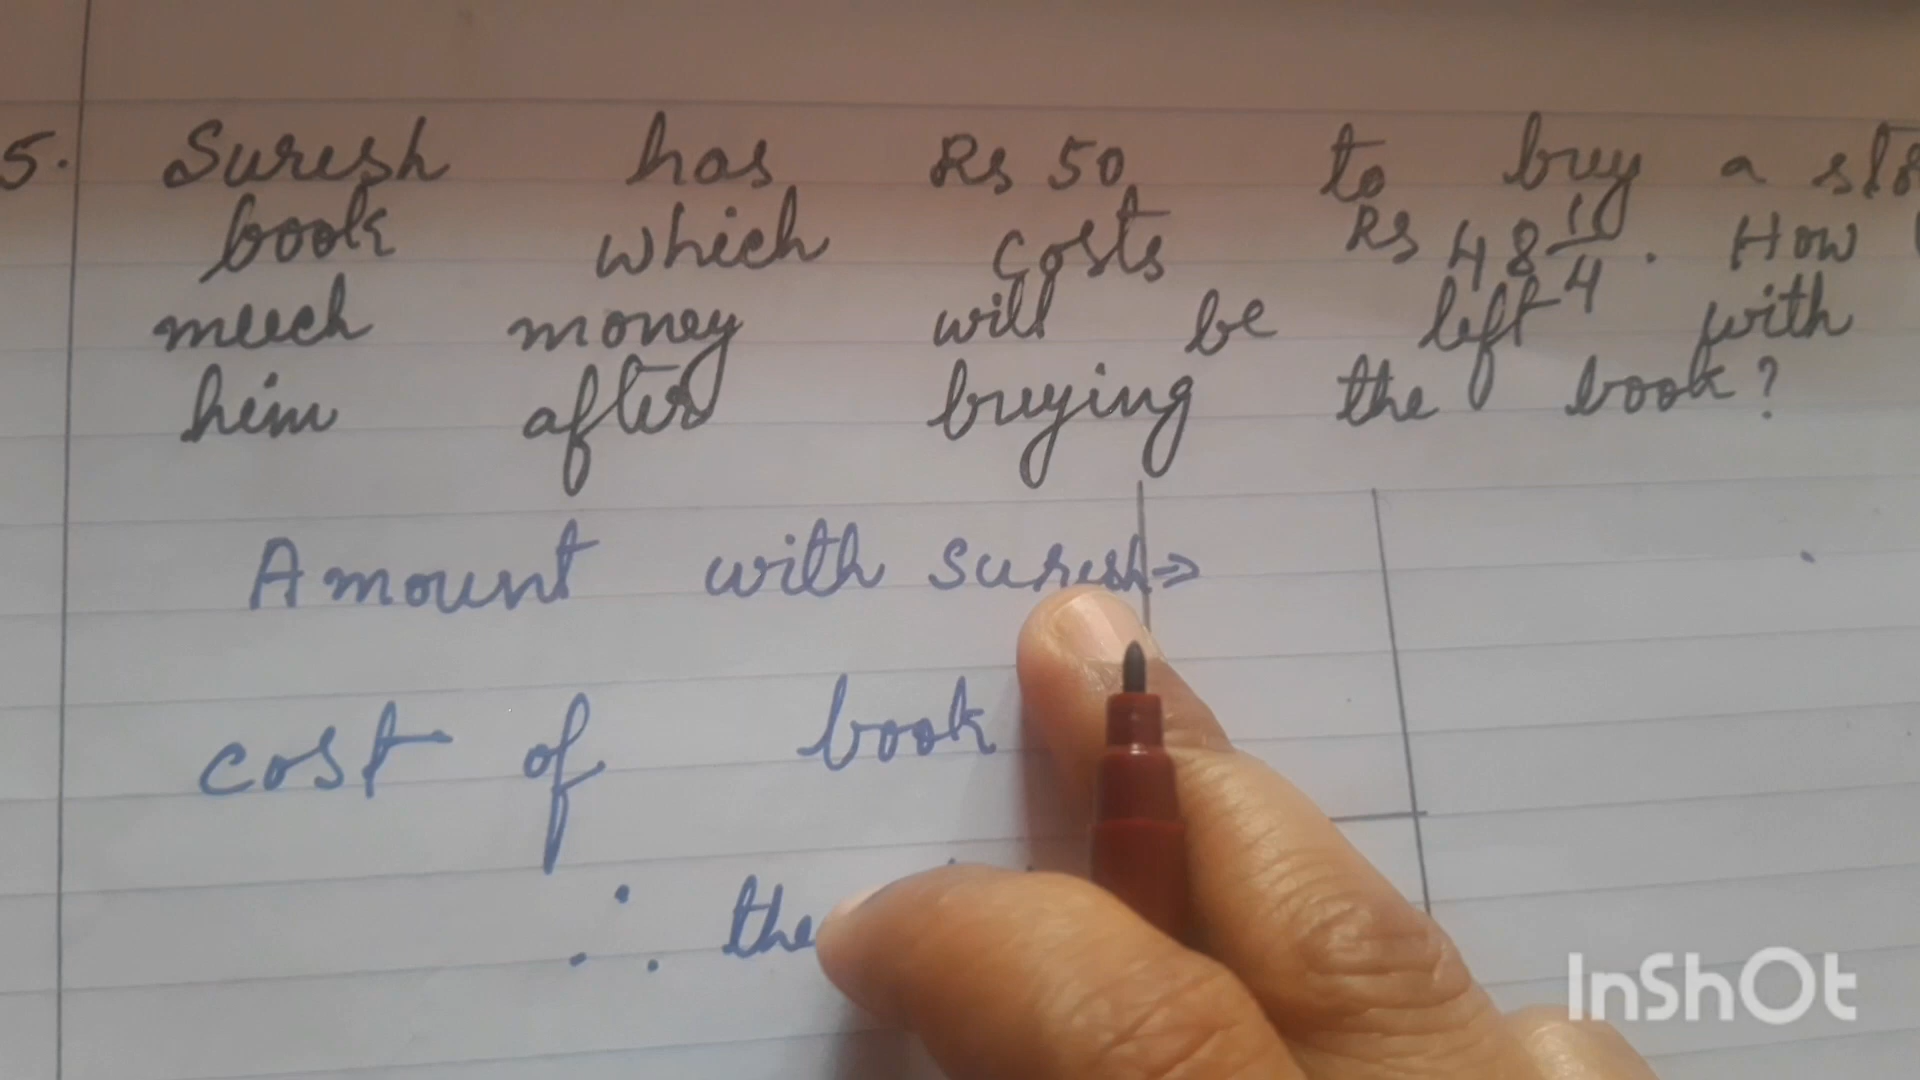 5. Suresh has Rs 50 to buy a
book which costs Rs 48 1/4 . How
much money will be left with
him after buying the book?
Amount with Suresh ⇒
cost of book
∴ the
InShOt